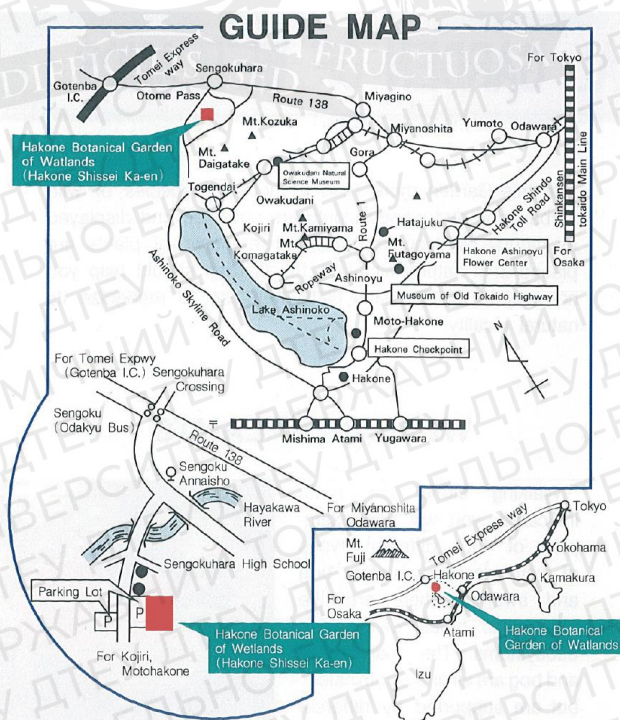 GUIDE MAP
For Tokyo
Tomei Express
way
Gotenba
I.C.
Sengokuhara
Otome Pass
Route 138
Miyagino
Mt.Kozuka
Miyanoshita
Yumoto
Odawara
Hakone Botanical Garden
of Watlands
(Hakone Shissei Ka-en)
Mt.
Daigatake
Gora
Owakudani Natural
Science Museum
Togendai
Owakudani
Kojiri
Mt.Kamiyama
Mt.
Komagatake
Route 1
Hatajuku
Mt.
Futagoyama
Hakone Shindo
Toll Road
Shinkansen
tokaido Main Line
Hakone Ashinoyu
Flower Center
For
Osaka
Ashinoko Skyline Road
Ropeway
Ashinoyu
Museum of Old Tokaido Highway
Lake Ashinoko
Moto-Hakone
Hakone Checkpoint
N
Hakone
Mishima
Atami
Yugawara
For Tomei Expwy
(Gotenba I.C.)
Sengokuhara
Crossing
Sengoku
(Odakyu Bus)
Route 138
Sengoku
Annaisho
Hayakawa
River
For Miyanoshita
Odawara
Sengokuhara High School
Parking Lot
P
P
Hakone Botanical Garden
of Wetlands
(Hakone Shissei Ka-en)
For Kojiri,
Motohakone
Tomei Express way
Tokyo
Mt.
Fuji
Yokohama
Gotenba I.C.
Hakone
Kamakura
Odawara
For
Osaka
Atami
Hakone Botanical
Garden of Watlands
Izu